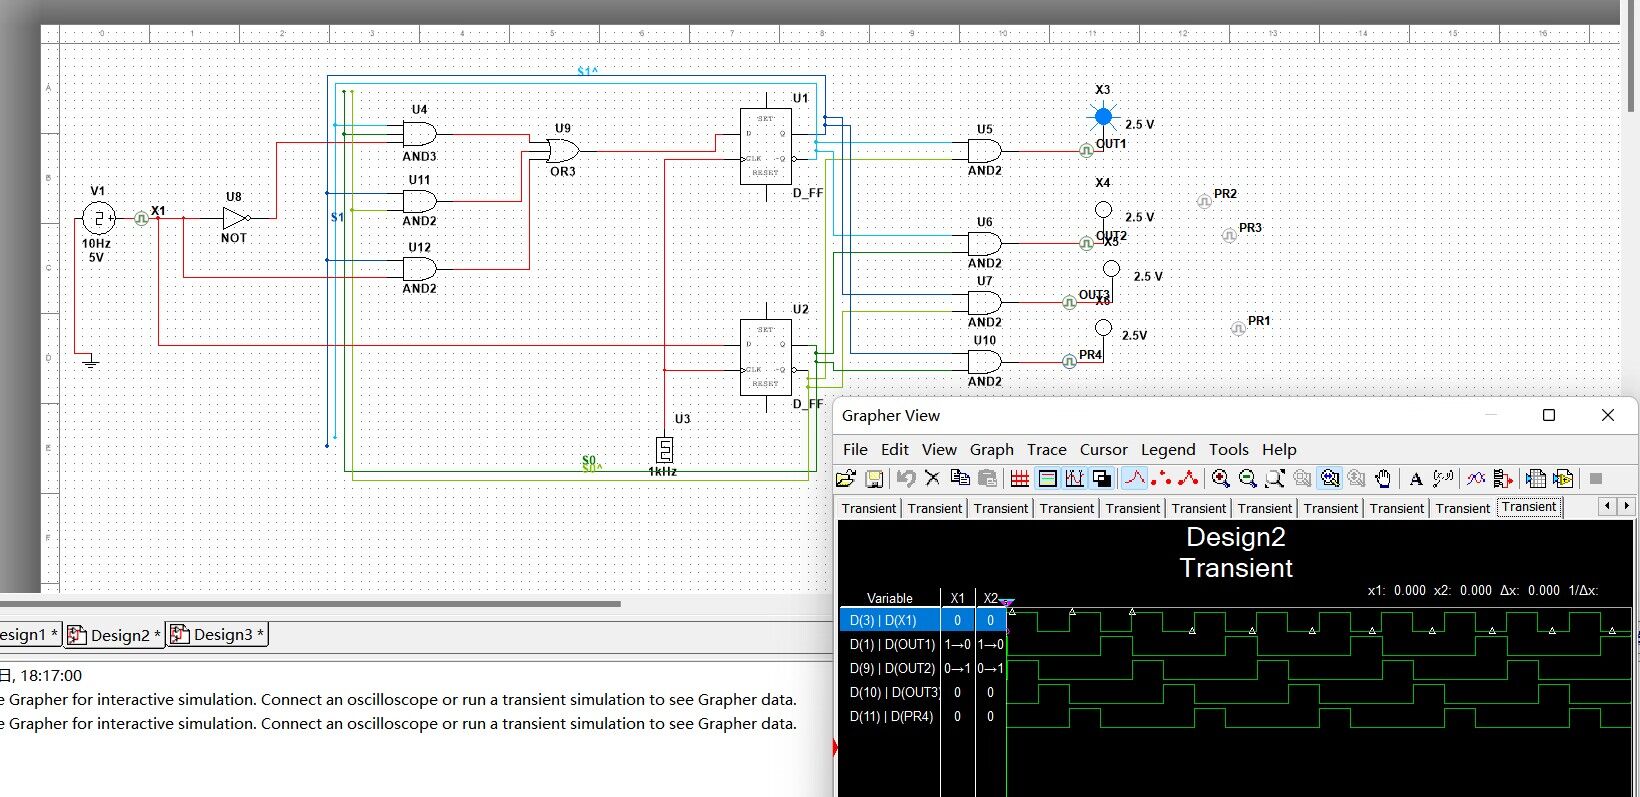 0 1 2 3 4 5 6 7 8 9 10 11 12 13 14 15 16
A
B
C
D
E
F
S1^
U4
AND3
U9
OR3
U1
SET
D Q
CLK ~Q
RESET
D_FF
U5
AND2
X3
2.5 V
OUT1
V1
X1
10Hz
5V
U8
NOT
U11
AND2
S1
U12
AND2
X4
2.5 V
PR2
PR3
U6
AND2
OUT2
X5
2.5 V
U7
AND2
OUT3
X6
2.5V
PR1
U2
SET
D Q
CLK ~Q
RESET
D_FF
U10
AND2
PR4
U3
1kHz
S0
S0^
Grapher View
File Edit View Graph Trace Cursor Legend Tools Help
Transient Transient Transient Transient Transient Transient Transient Transient Transient Transient Transient
Design2
Transient
x1: 0.000 x2: 0.000 Δx: 0.000 1/Δx:
Variable X1 X2
D(3) | D(X1) 0 0
D(1) | D(OUT1) 1→0 1→0
D(9) | D(OUT2) 0→1 0→1
D(10) | D(OUT3) 0 0
D(11) | D(PR4) 0 0
esign1 * Design2 * Design3 *
日, 18:17:00
e Grapher for interactive simulation. Connect an oscilloscope or run a transient simulation to see Grapher data.
e Grapher for interactive simulation. Connect an oscilloscope or run a transient simulation to see Grapher data.